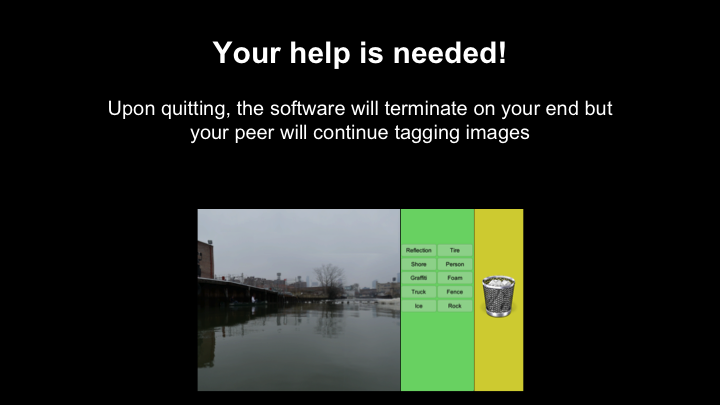 Your help is needed!
Upon quitting, the software will terminate on your end but
your peer will continue tagging images
Reflection Tire
Shore Person
Graffiti Foam
Truck Fence
Ice Rock